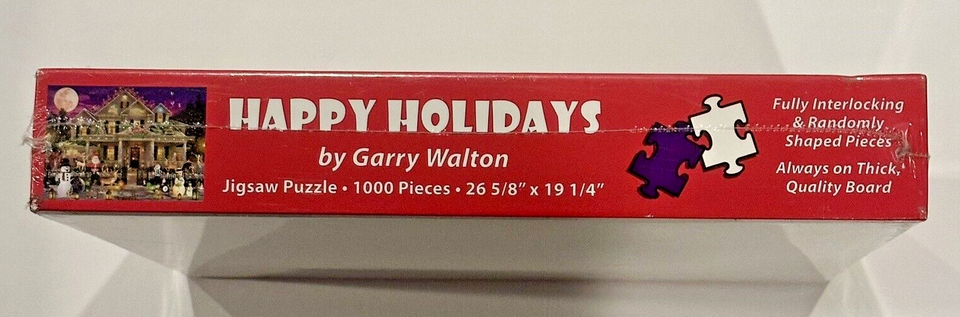 HAPPY HOLIDAYS
by Garry Walton
Jigsaw Puzzle • 1000 Pieces • 26 5/8” x 19 1/4”
Fully Interlocking
& Randomly
Shaped Pieces
Always on Thick,
Quality Board